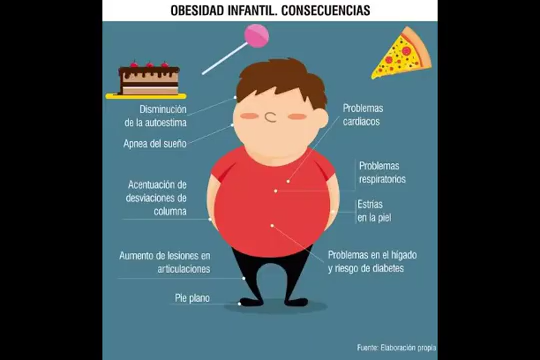 OBESIDAD INFANTIL. CONSECUENCIAS
Disminución
de la autoestima
Apnea del sueño
Acentuación de
desviaciones de
columna
Aumento de lesiones en
articulaciones
Pie plano
Problemas
cardiacos
Problemas
respiratorios
Estrías
en la piel
Problemas en el hígado
y riesgo de diabetes
Fuente: Elaboración propia